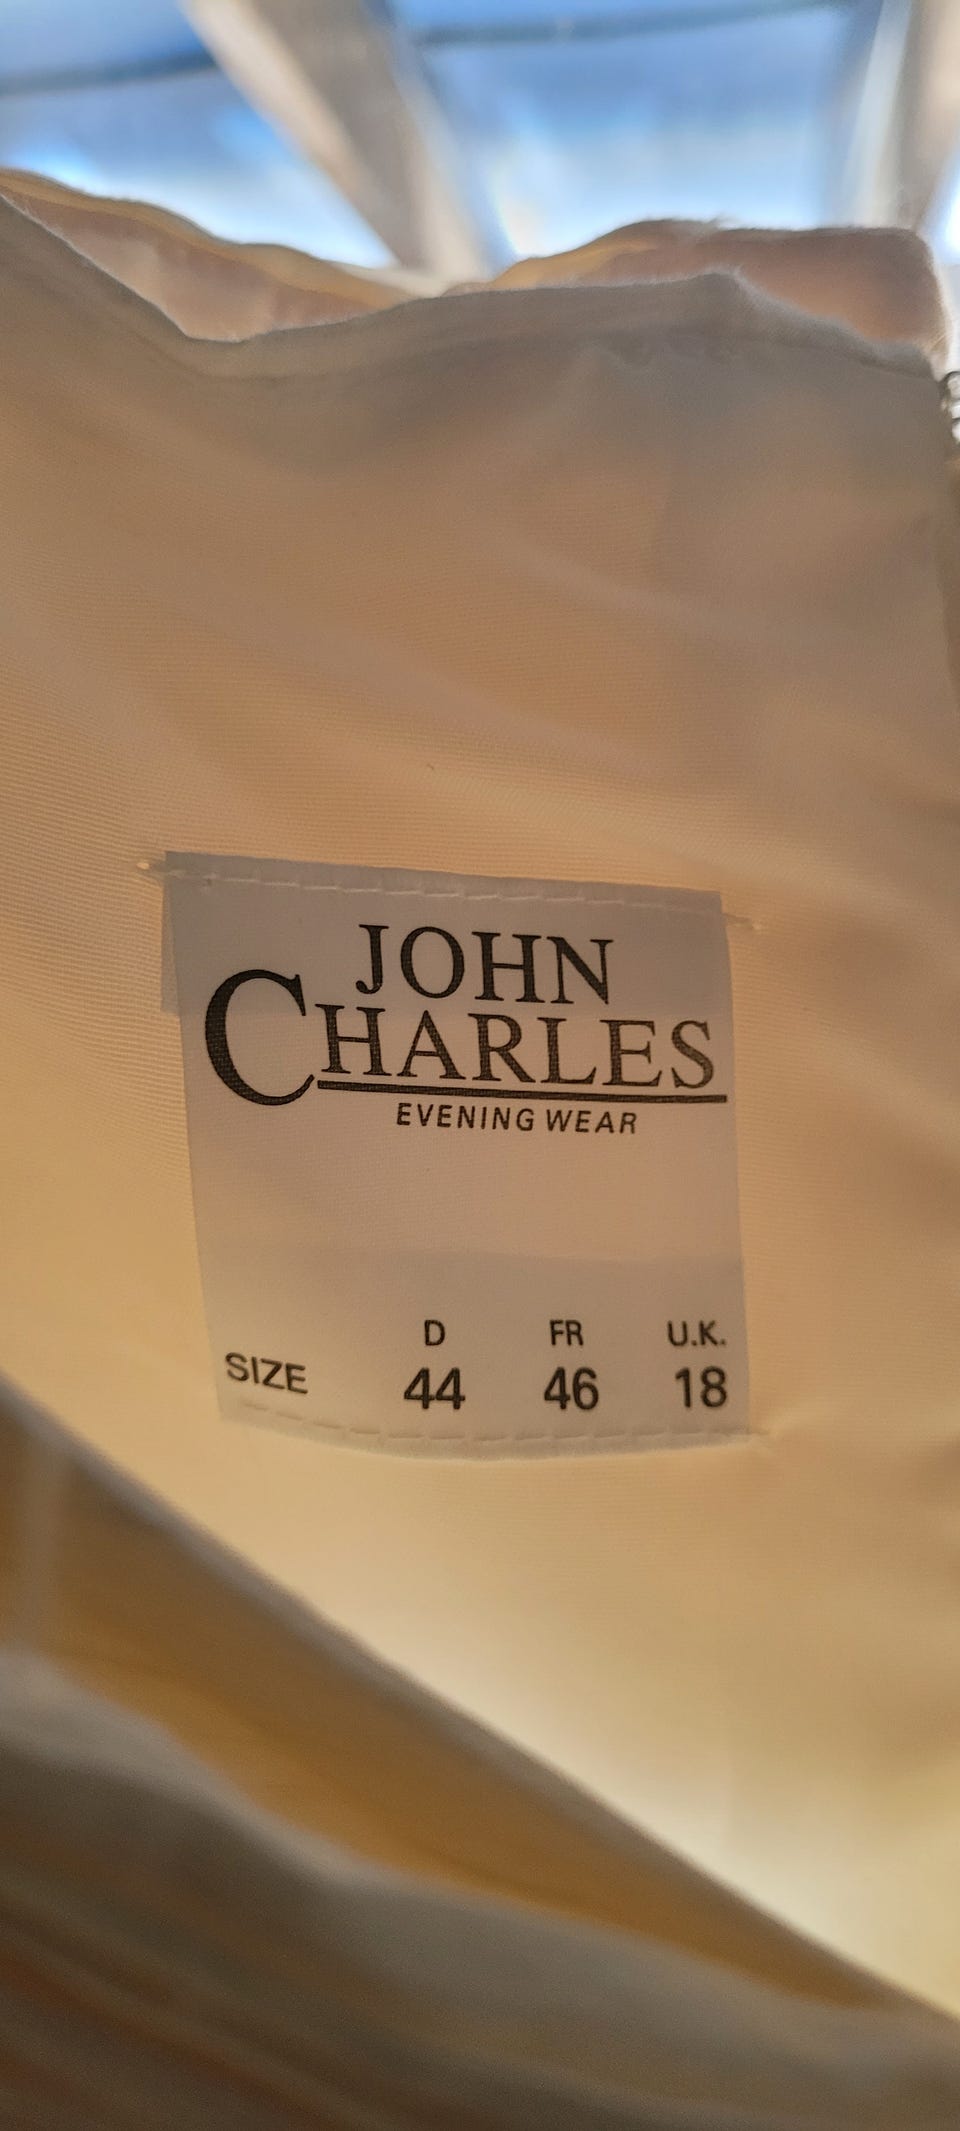 JOHN
CHARLES
EVENING WEAR
D FR U.K.
SIZE 44 46 18